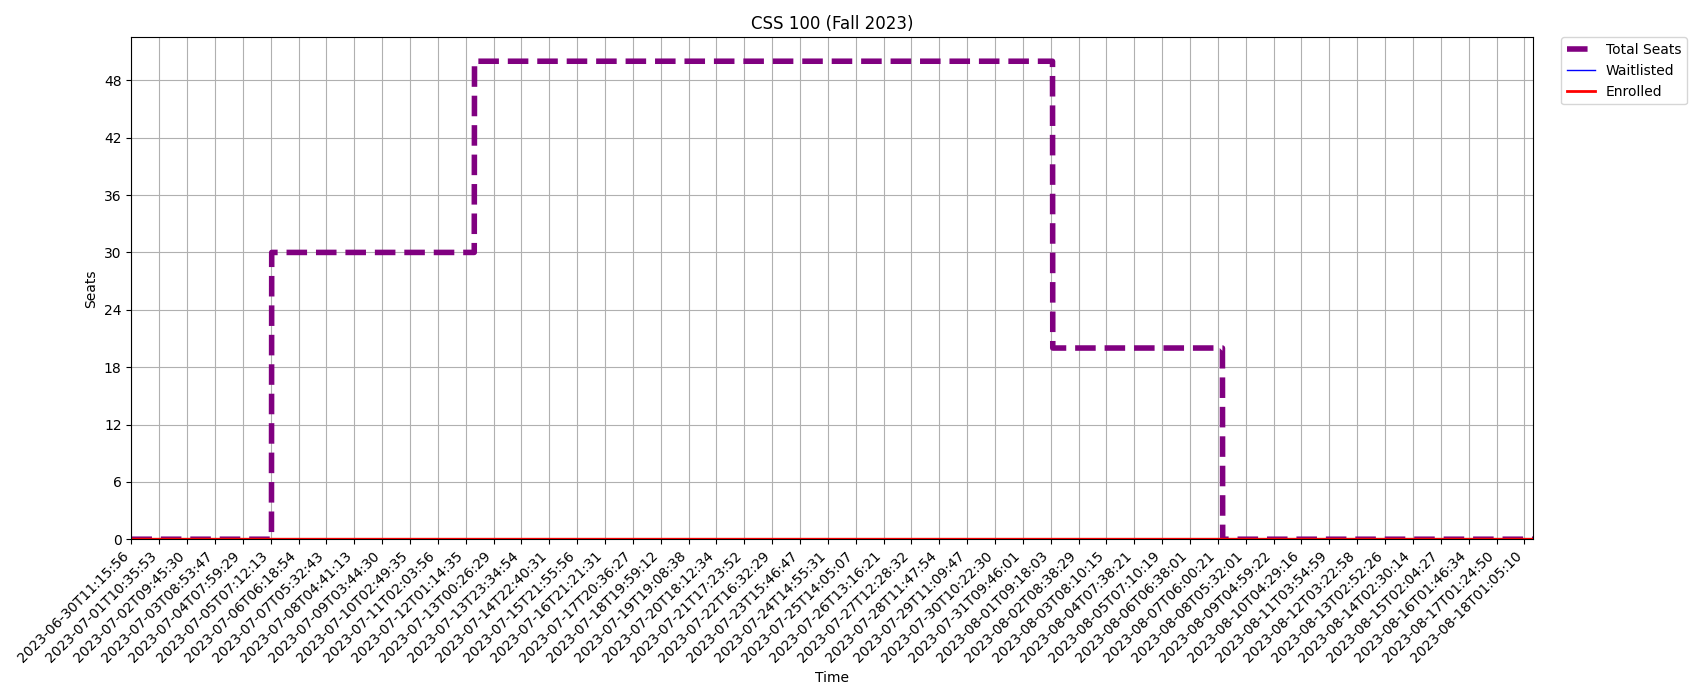 CSS 100 (Fall 2023)
Total Seats
Waitlisted
Enrolled
Seats
48
42
36
30
24
18
12
6
0
2023-06-30T11:15:56
2023-07-01T10:35:53
2023-07-02T09:45:30
2023-07-03T08:53:47
2023-07-04T07:59:29
2023-07-05T07:12:13
2023-07-06T06:18:54
2023-07-07T05:32:43
2023-07-08T04:41:13
2023-07-09T03:44:30
2023-07-10T02:49:35
2023-07-11T02:03:56
2023-07-12T01:14:35
2023-07-13T00:26:29
2023-07-13T23:34:54
2023-07-14T22:40:31
2023-07-15T21:55:56
2023-07-16T21:21:31
2023-07-17T20:36:27
2023-07-18T19:59:12
2023-07-19T19:08:38
2023-07-20T18:12:34
2023-07-21T17:23:52
2023-07-22T16:32:29
2023-07-23T15:46:47
2023-07-24T14:55:31
2023-07-25T14:05:07
2023-07-26T13:16:21
2023-07-27T12:28:32
2023-07-28T11:47:54
2023-07-29T11:09:47
2023-07-30T10:22:30
2023-07-31T09:46:01
2023-08-01T09:18:03
2023-08-02T08:38:29
2023-08-03T08:10:15
2023-08-04T07:38:21
2023-08-05T07:10:19
2023-08-06T06:38:01
2023-08-07T06:00:21
2023-08-08T05:32:01
2023-08-09T04:59:22
2023-08-10T04:29:16
2023-08-11T03:54:59
2023-08-12T03:22:58
2023-08-13T02:52:26
2023-08-14T02:30:14
2023-08-15T02:04:27
2023-08-16T01:46:34
2023-08-17T01:24:50
2023-08-18T01:05:10
Time